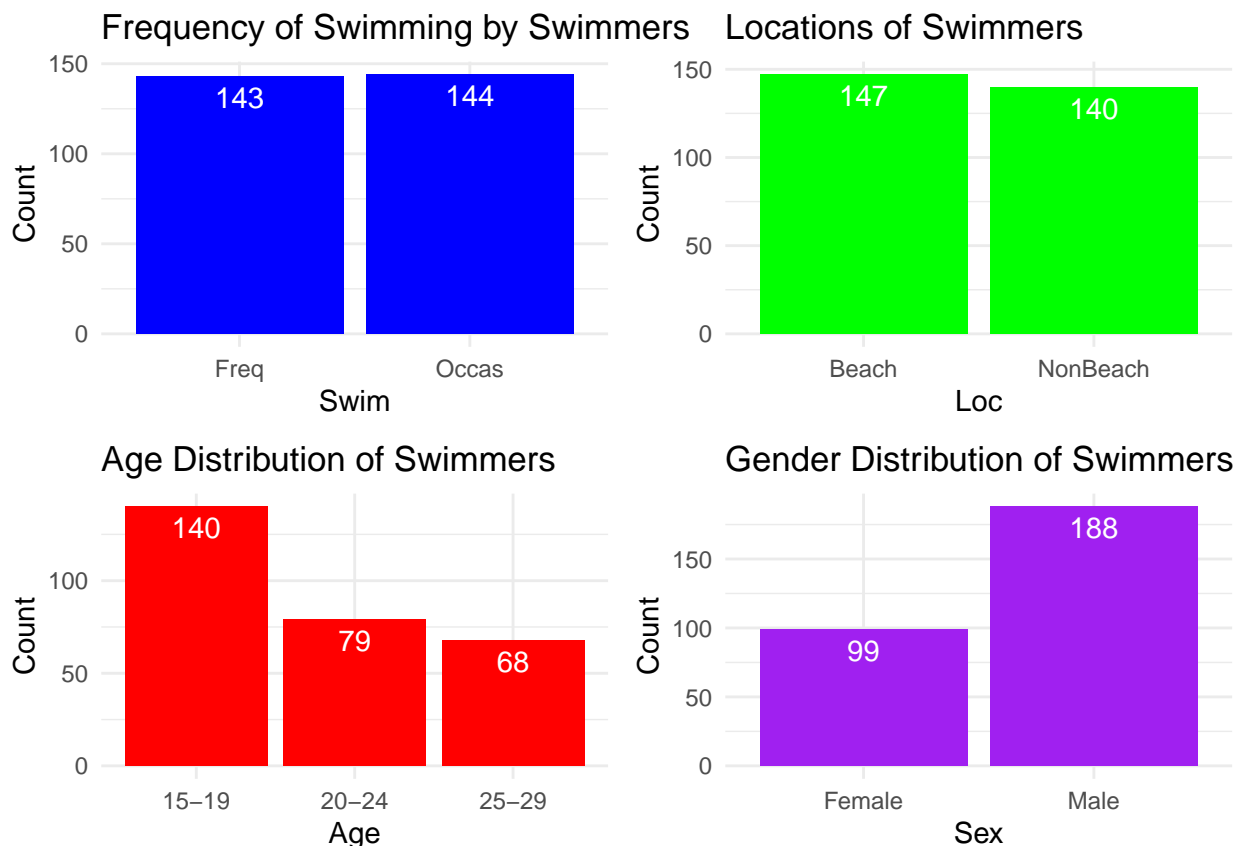 Frequency of Swimming by Swimmers
150
100
50
0
Count
143
144
Freq
Occas
Swim
Locations of Swimmers
150
100
50
0
Count
147
140
Beach
NonBeach
Loc
Age Distribution of Swimmers
100
50
0
Count
140
79
68
15–19
20–24
25–29
Age
Gender Distribution of Swimmers
150
100
50
0
Count
99
188
Female
Male
Sex